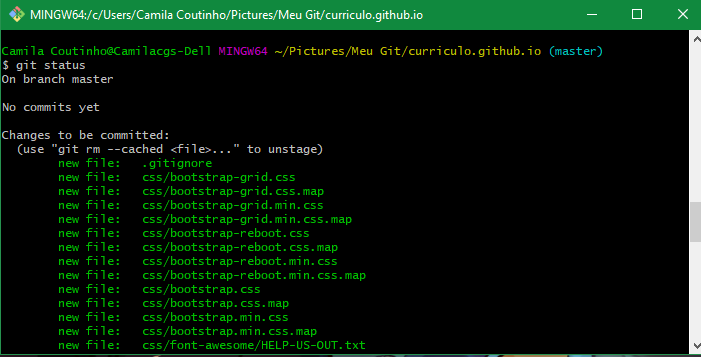 MINGW64:/c/Users/Camila Coutinho/Pictures/Meu Git/curriculo.github.io
Camila Coutinho@Camilacgs-Dell MINGW64 ~/Pictures/Meu Git/curriculo.github.io (master)
$ git status
On branch master
No commits yet
Changes to be committed:
(use "git rm --cached <file>..." to unstage)
new file: .gitignore
new file: css/bootstrap-grid.css
new file: css/bootstrap-grid.css.map
new file: css/bootstrap-grid.min.css
new file: css/bootstrap-grid.min.css.map
new file: css/bootstrap-reboot.css
new file: css/bootstrap-reboot.css.map
new file: css/bootstrap-reboot.min.css
new file: css/bootstrap-reboot.min.css.map
new file: css/bootstrap.css
new file: css/bootstrap.css.map
new file: css/bootstrap.min.css
new file: css/bootstrap.min.css.map
new file: css/font-awesome/HELP-US-OUT.txt